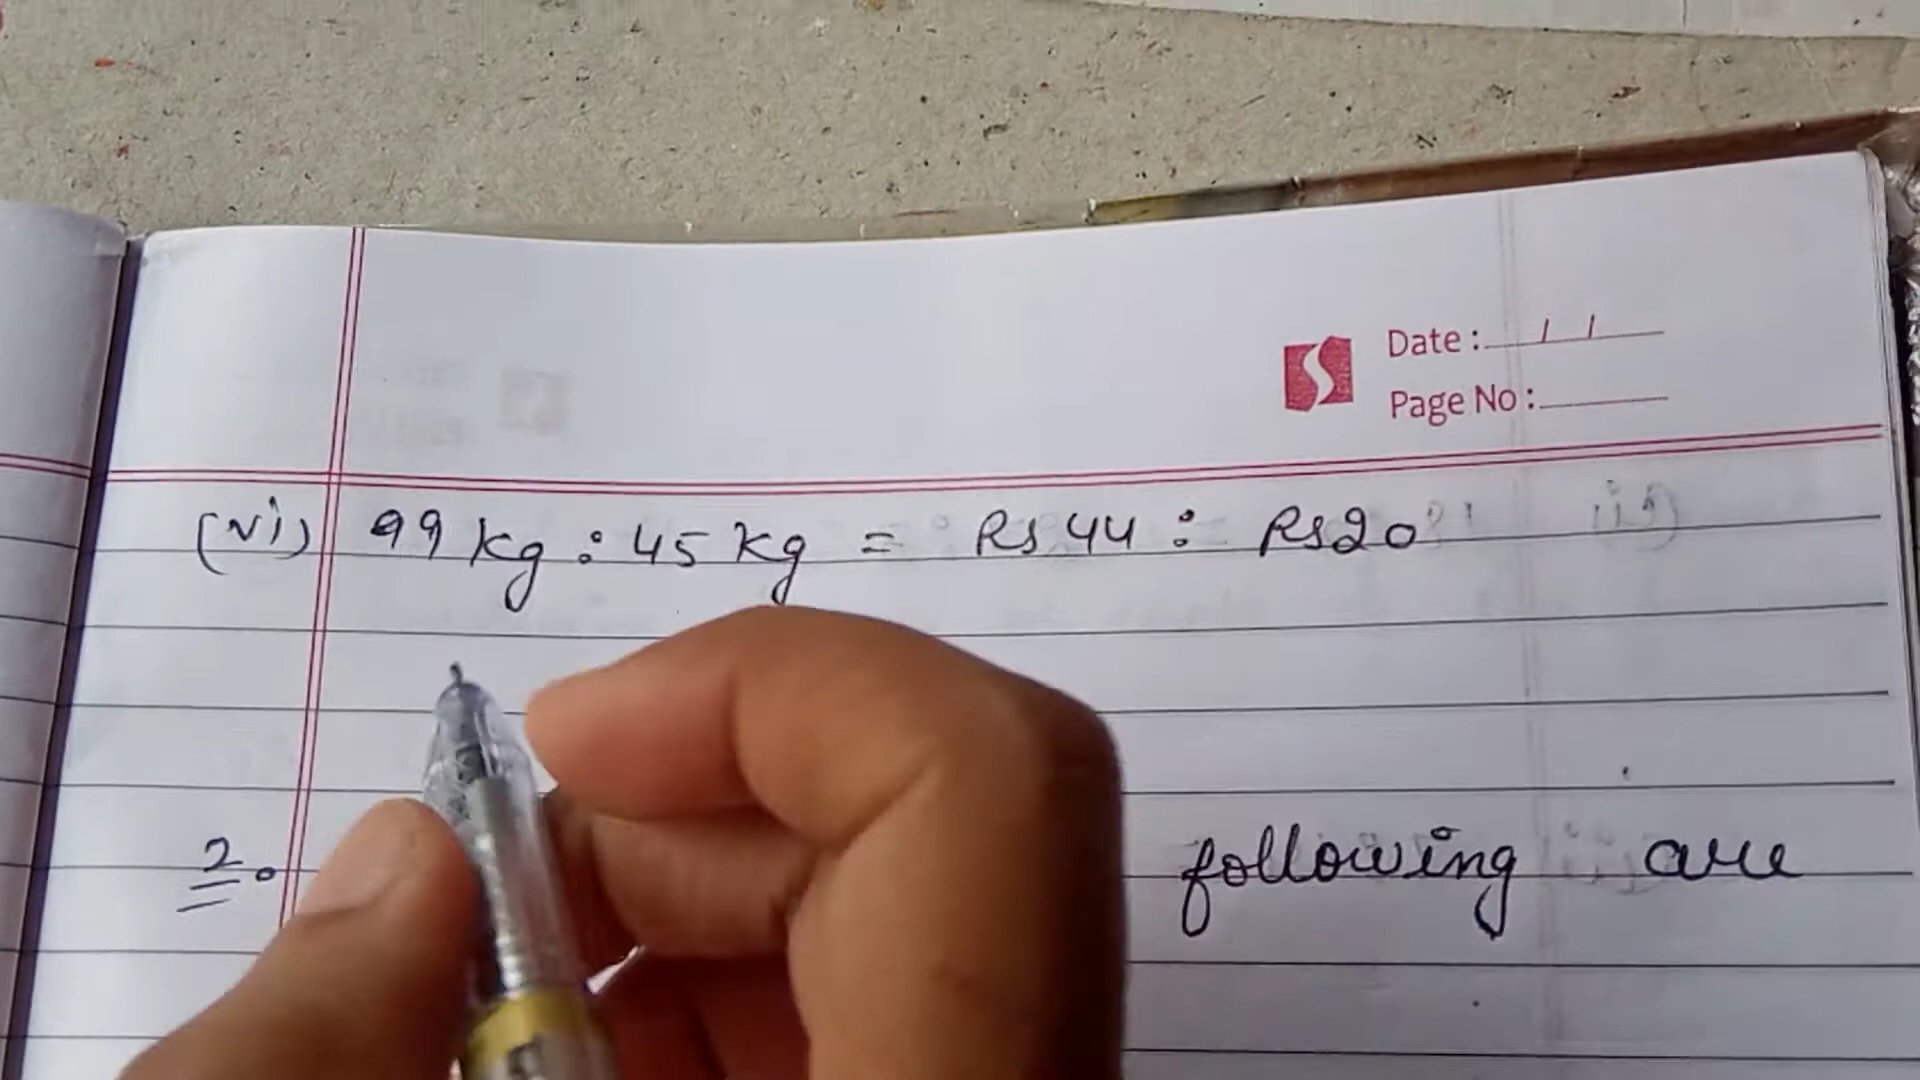 Date : / /
Page No :
(vi) 99 kg : 45 kg = Rs 44 : Rs 20
2. following are